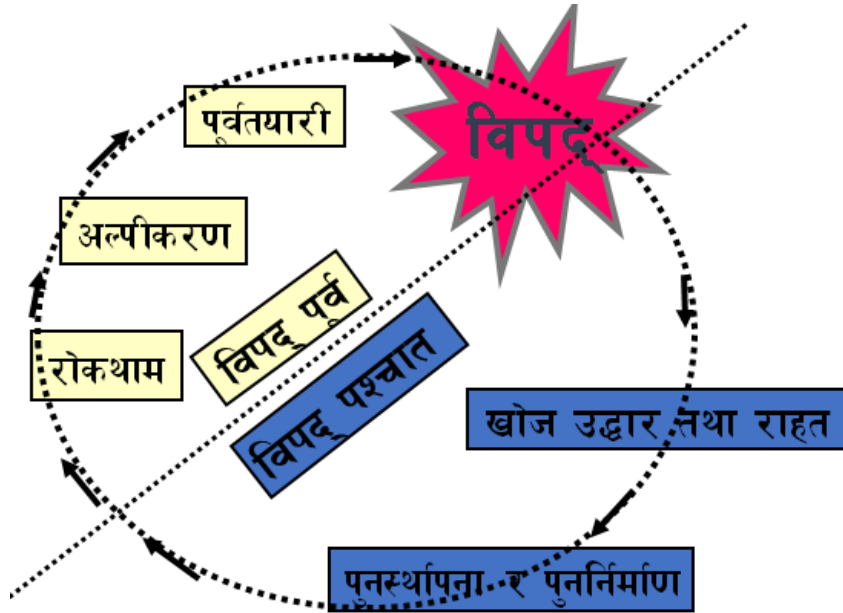 पूर्वतयारी
विपद्
अल्पीकरण
विपद् पूर्व
रोकथाम
विपद् पश्चात
खोज उद्धार तथा राहत
पुनर्स्थापना र पुनर्निर्माण